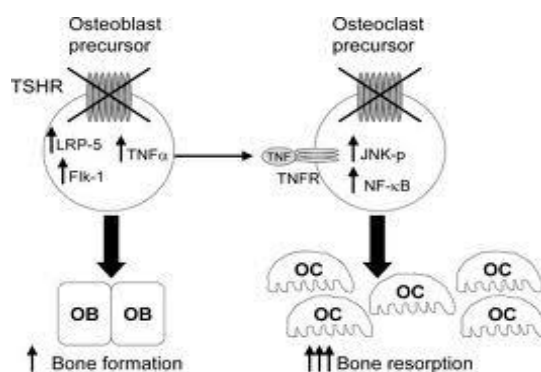 Osteoblast
precursor
Osteoclast
precursor
TSHR
LRP-5
TNFα
Flk-1
TNF
TNFR
JNK-p
NF-κB
OB OB
OC OC OC OC OC
Bone formation
Bone resorption